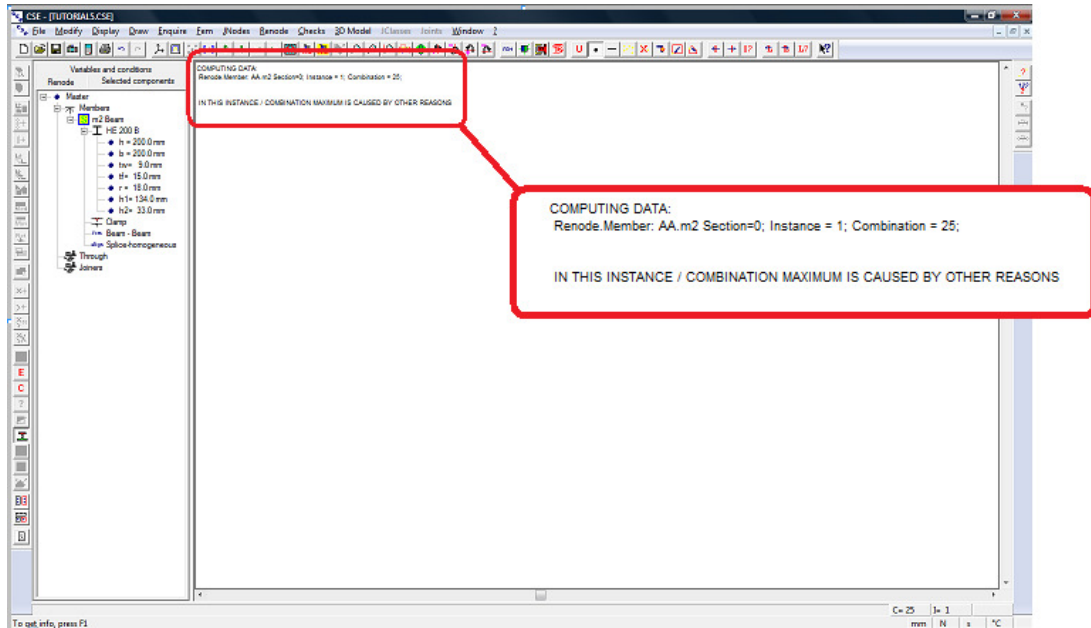 CSE - [TUTORIAL5.CSE]
File Modify Display Draw Enquire Fem JNodes Renode Checks 3D Model JClasses Joints Window ?
Variables and conditions
Renode Selected components
Master
Members
m2 Beam
HE 200 B
h = 200.0 mm
b = 200.0 mm
tw= 9.0 mm
tf= 15.0 mm
r = 18.0 mm
h1= 134.0 mm
h2= 33.0 mm
Clamp
Beam - Beam
Splice-homogeneous
Through
Joiners
COMPUTING DATA:
Renode.Member: AA.m2 Section=0; Instance = 1; Combination = 25;
IN THIS INSTANCE / COMBINATION MAXIMUM IS CAUSED BY OTHER REASONS
COMPUTING DATA:
Renode.Member: AA.m2 Section=0; Instance = 1; Combination = 25;
IN THIS INSTANCE / COMBINATION MAXIMUM IS CAUSED BY OTHER REASONS
C= 25 I= 1
To get info, press F1
mm N s °C